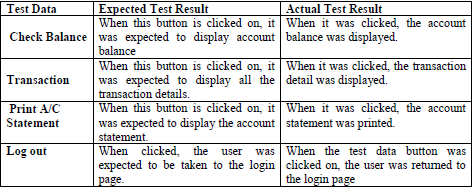 Test Data
Expected Test Result
Actual Test Result
Check Balance
When this button is clicked on, it
was expected to display account
balance
When it was clicked, the account
balance was displayed.
Transaction
When this button is clicked on, it
was expected to display all the
transaction details.
When it was clicked, the transaction
detail was displayed.
Print A/C
Statement
When this button is clicked on, it
was expected to display the account
statement.
When it was clicked, the account
statement was printed.
Log out
When clicked, the user was
expected to be taken to the login
page.
When the test data button was
clicked on, the user was returned to
the login page